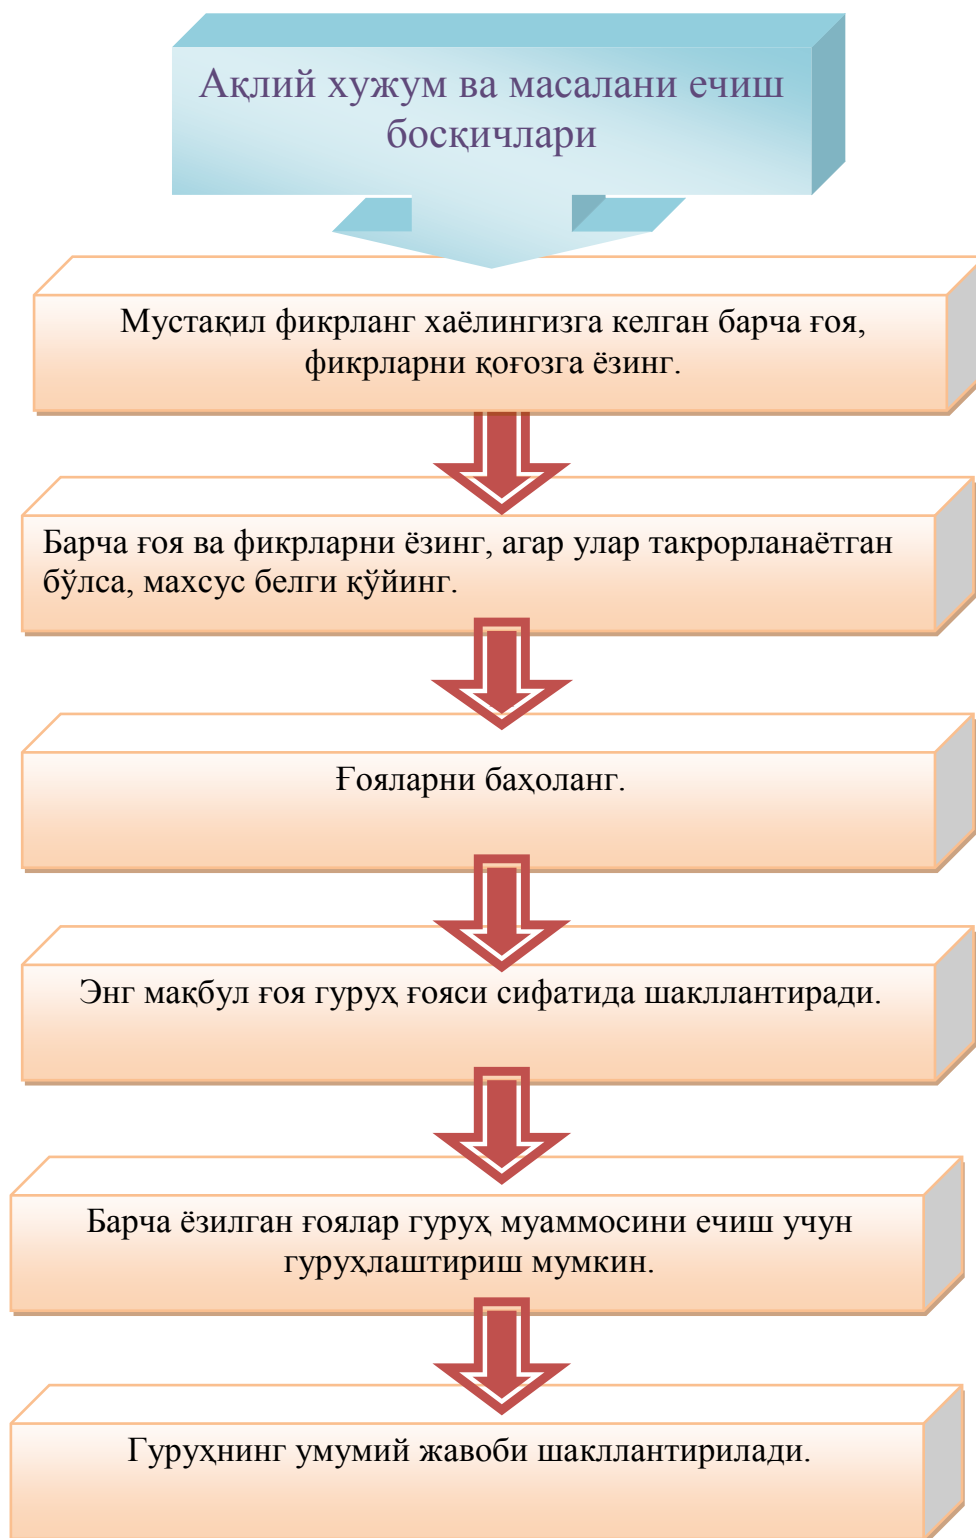 Ақлий хужум ва масалани ечиш
босқичлари
Мустақил фикрланг хаёлингизга келган барча ғоя,
фикрларни қоғозга ёзинг.
Барча ғоя ва фикрларни ёзинг, агар улар такрорланаётган
бўлса, махсус белги қўйинг.
Ғояларни баҳоланг.
Энг мақбул ғоя гуруҳ ғояси сифатида шакллантиради.
Барча ёзилган ғоялар гуруҳ муаммосини ечиш учун
гуруҳлаштириш мумкин.
Гуруҳнинг умумий жавоби шакллантирилади.